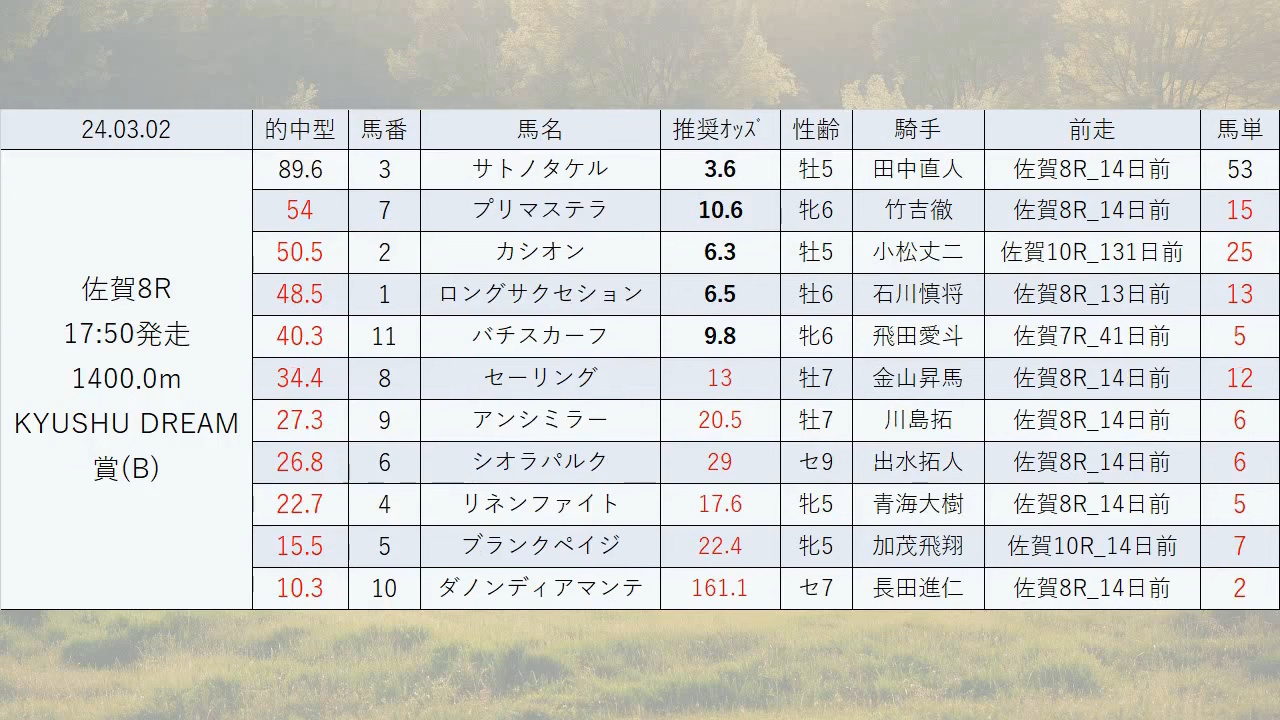 24.03.02 的中型 馬番 馬名 推奨ｵｯｽﾞ 性齢 騎手 前走 馬単
佐賀8R
17:50発走
1400.0m
KYUSHU DREAM
賞(B)
89.6 3 サトノタケル 3.6 牡5 田中直人 佐賀8R_14日前 53
54 7 プリマステラ 10.6 牝6 竹吉徹 佐賀8R_14日前 15
50.5 2 カシオン 6.3 牡5 小松丈二 佐賀10R_131日前 25
48.5 1 ロングサクセション 6.5 牡6 石川慎将 佐賀8R_13日前 13
40.3 11 バチスカーフ 9.8 牝6 飛田愛斗 佐賀7R_41日前 5
34.4 8 セーリング 13 牡7 金山昇馬 佐賀8R_14日前 12
27.3 9 アンシミラー 20.5 牡7 川島拓 佐賀8R_14日前 6
26.8 6 シオラパルク 29 セ9 出水拓人 佐賀8R_14日前 6
22.7 4 リネンファイト 17.6 牝5 青海大樹 佐賀8R_14日前 5
15.5 5 ブランクペイジ 22.4 牝5 加茂飛翔 佐賀10R_14日前 7
10.3 10 ダノンディアマンテ 161.1 セ7 長田進仁 佐賀8R_14日前 2